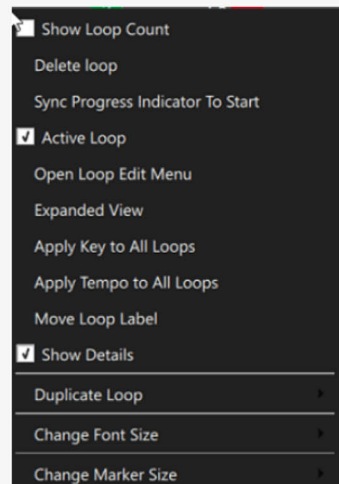 Show Loop Count
Delete loop
Sync Progress Indicator To Start
Active Loop
Open Loop Edit Menu
Expanded View
Apply Key to All Loops
Apply Tempo to All Loops
Move Loop Label
Show Details
Duplicate Loop
Change Font Size
Change Marker Size